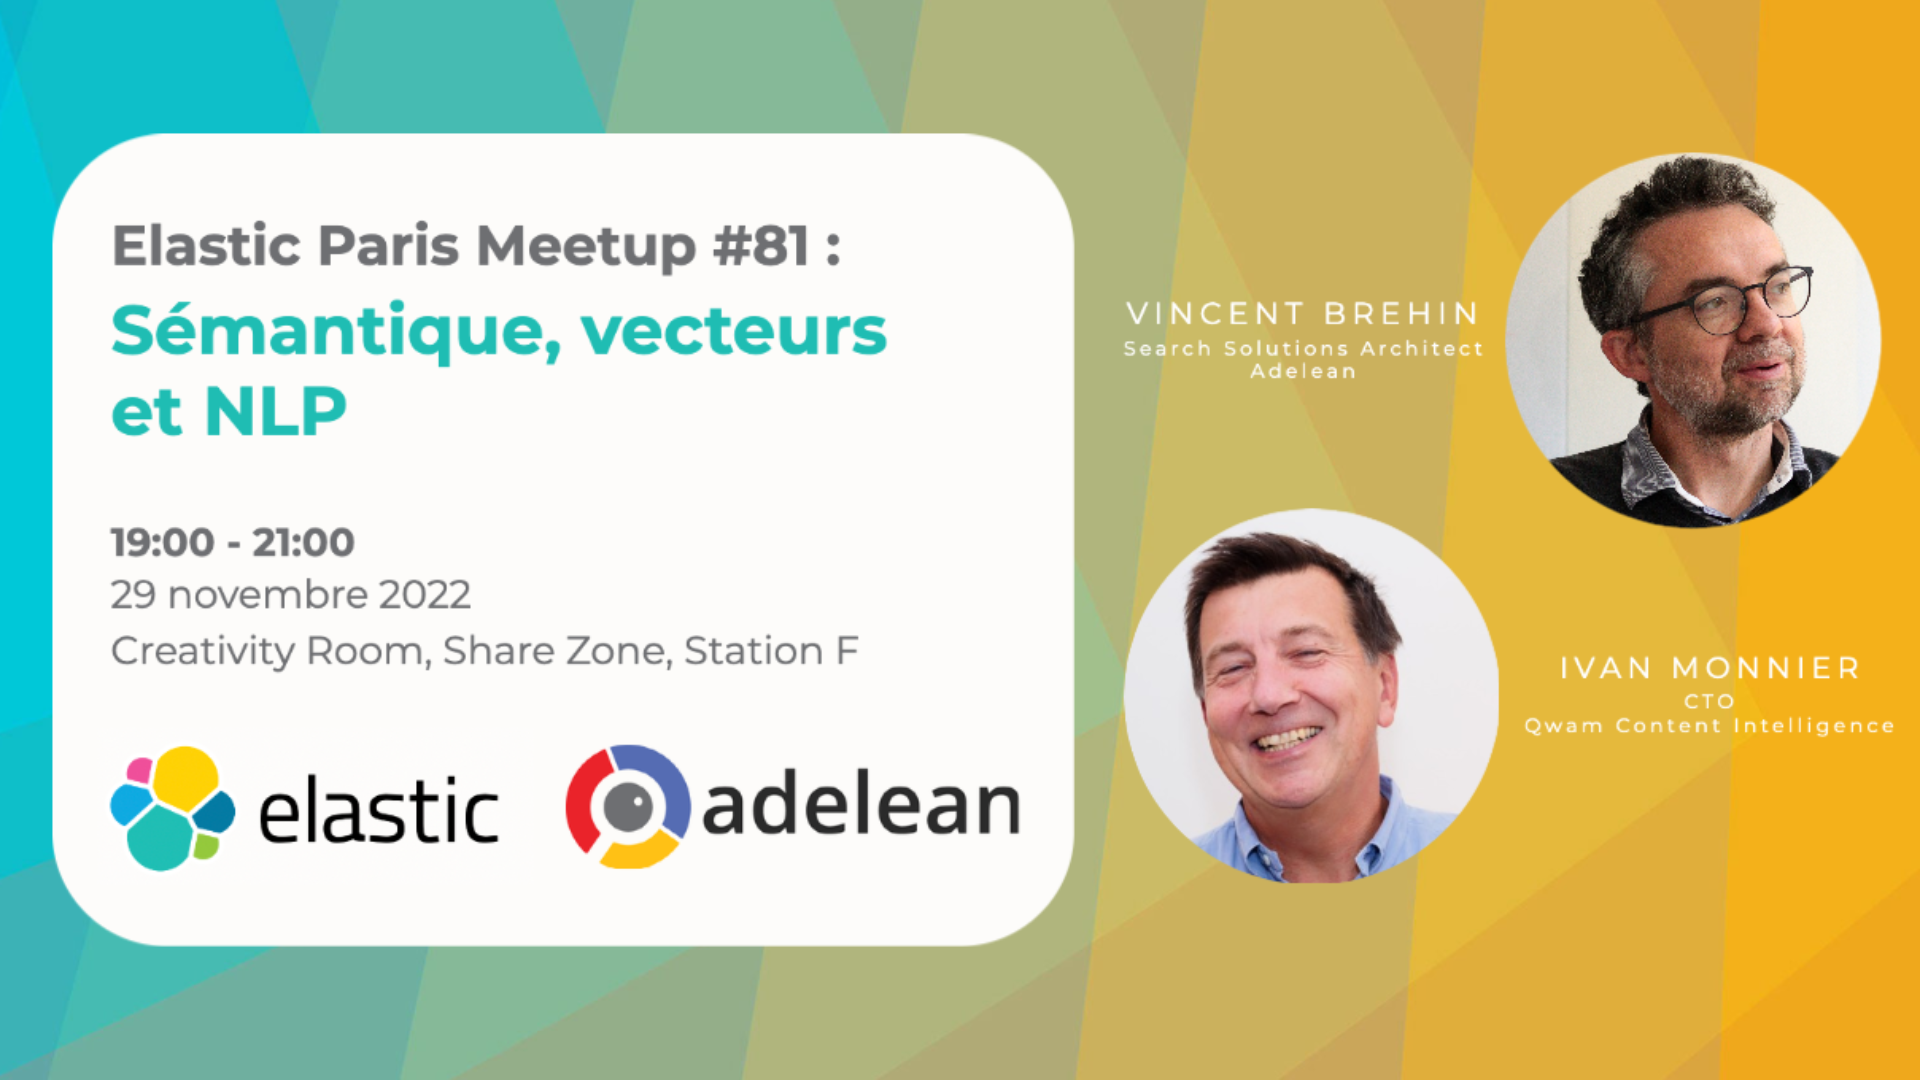 Elastic Paris Meetup #81 :
Sémantique, vecteurs
et NLP
19:00 - 21:00
29 novembre 2022
Creativity Room, Share Zone, Station F
elastic
adelean
VINCENT BREHIN
Search Solutions Architect
Adelean
IVAN MONNIER
CTO
Qwam Content Intelligence